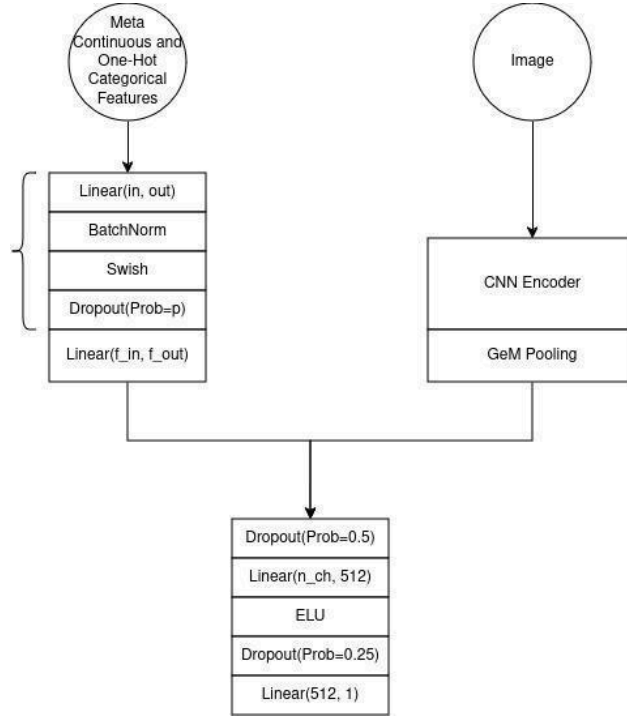 Meta
Continuous and
One-Hot
Categorical
Features
Image
Linear(in, out)
BatchNorm
Swish
Dropout(Prob=p)
Linear(f_in, f_out)
CNN Encoder
GeM Pooling
Dropout(Prob=0.5)
Linear(n_ch, 512)
ELU
Dropout(Prob=0.25)
Linear(512, 1)